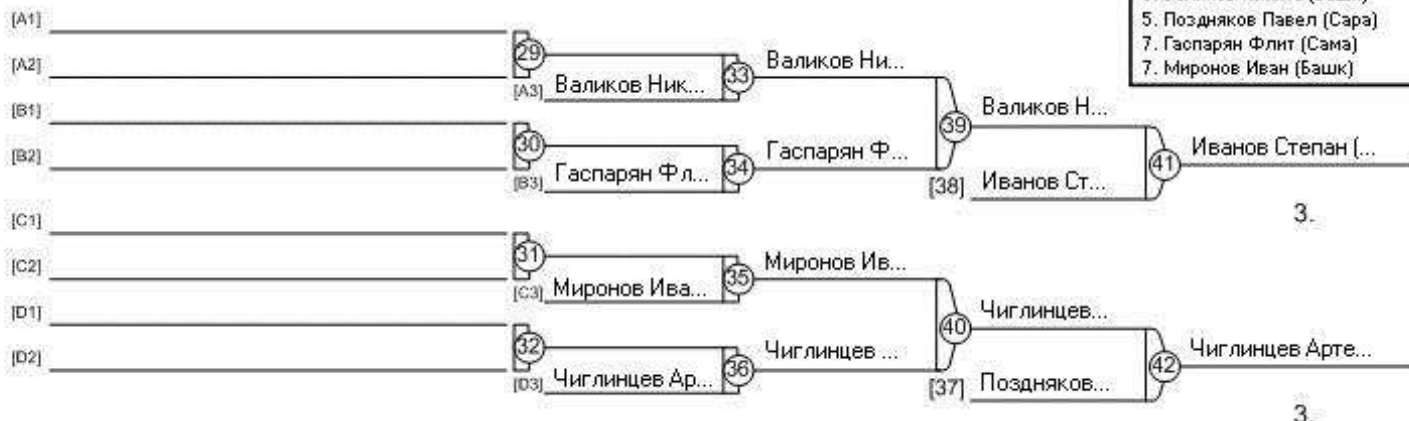 5. Поздняков Павел (Сара)
7. Гаспарян Флит (Сама)
7. Миронов Иван (Башк)
[A1]
[A2]
29
[A3] Валиков Ник...
33
Валиков Ни...
[B1]
[B2]
30
[B3] Гаспарян Фл...
34
Гаспарян Ф...
39
Валиков Н...
[38] Иванов Ст...
41
Иванов Степан (...
3.
[C1]
[C2]
31
[C3] Миронов Ива...
35
Миронов Ив...
[D1]
[D2]
32
[D3] Чиглинцев Ар...
36
Чиглинцев ...
40
Чиглинцев...
[37] Поздняков...
42
Чиглинцев Арте...
3.